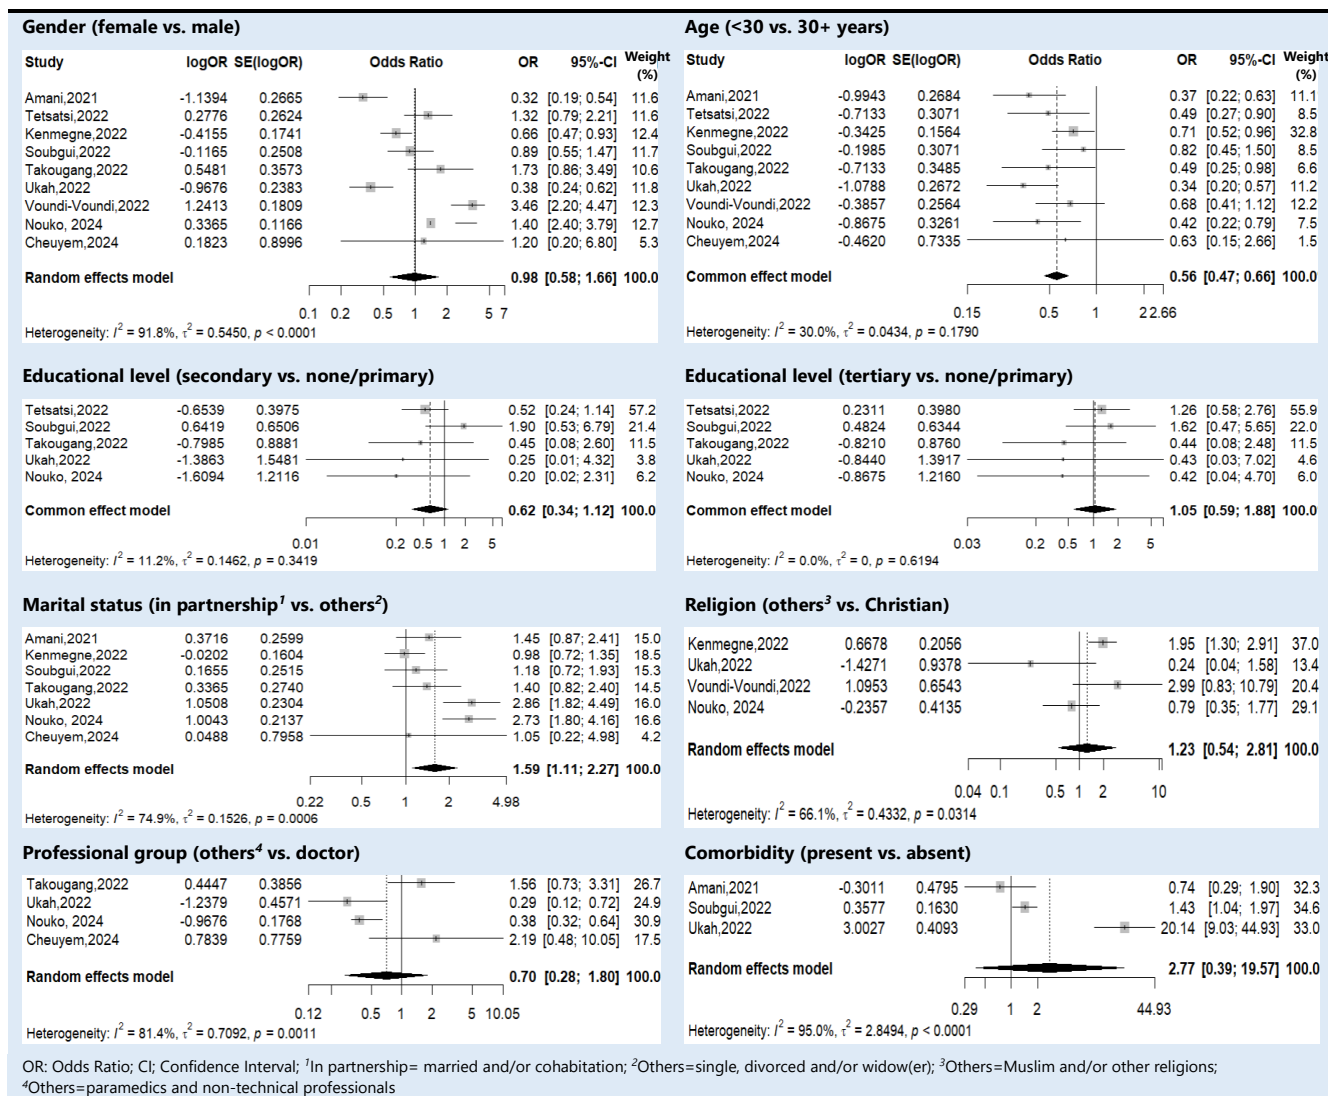 Gender (female vs. male)
Study logOR SE(logOR) Odds Ratio OR 95%-CI Weight (%)
Amani,2021 -1.1394 0.2665 0.32 [0.19; 0.54] 11.6
Tetsatsi,2022 0.2776 0.2624 1.32 [0.79; 2.21] 11.6
Kenmegne,2022 -0.4155 0.1741 0.66 [0.47; 0.93] 12.4
Soubgui,2022 -0.1165 0.2508 0.89 [0.55; 1.47] 11.7
Takougang,2022 0.5481 0.3573 1.73 [0.86; 3.49] 10.6
Ukah,2022 -0.9676 0.2383 0.38 [0.24; 0.62] 11.8
Voundi-Voundi,2022 1.2413 0.1809 3.46 [2.20; 4.47] 12.3
Nouko, 2024 0.3365 0.1166 1.40 [2.40; 3.79] 12.7
Cheuyem,2024 0.1823 0.8996 1.20 [0.20; 6.80] 5.3
Random effects model 0.98 [0.58; 1.66] 100.0
0.1 0.2 0.5 1 2 5 7
Heterogeneity: I² = 91.8%, τ² = 0.5450, p < 0.0001
Age (<30 vs. 30+ years)
Study logOR SE(logOR) Odds Ratio OR 95%-CI Weight (%)
Amani,2021 -0.9943 0.2684 0.37 [0.22; 0.63] 11.1
Tetsatsi,2022 -0.7133 0.3071 0.49 [0.27; 0.90] 8.5
Kenmegne,2022 -0.3425 0.1564 0.71 [0.52; 0.96] 32.8
Soubgui,2022 -0.1985 0.3071 0.82 [0.45; 1.50] 8.5
Takougang,2022 -0.7133 0.3485 0.49 [0.25; 0.98] 6.6
Ukah,2022 -1.0788 0.2672 0.34 [0.20; 0.57] 11.2
Voundi-Voundi,2022 -0.3857 0.2564 0.68 [0.41; 1.12] 12.2
Nouko, 2024 -0.8675 0.3261 0.42 [0.22; 0.79] 7.5
Cheuyem,2024 -0.4620 0.7335 0.63 [0.15; 2.66] 1.5
Common effect model 0.56 [0.47; 0.66] 100.0
0.15 0.5 1 2 2.66
Heterogeneity: I² = 30.0%, τ² = 0.0434, p = 0.1790
Educational level (secondary vs. none/primary)
Tetsatsi,2022 -0.6539 0.3975 0.52 [0.24; 1.14] 57.2
Soubgui,2022 0.6419 0.6506 1.90 [0.53; 6.79] 21.4
Takougang,2022 -0.7985 0.8881 0.45 [0.08; 2.60] 11.5
Ukah,2022 -1.3863 1.5481 0.25 [0.01; 4.32] 3.8
Nouko, 2024 -1.6094 1.2116 0.20 [0.02; 2.31] 6.2
Common effect model 0.62 [0.34; 1.12] 100.0
0.01 0.2 0.5 1 2 5
Heterogeneity: I² = 11.2%, τ² = 0.1462, p = 0.3419
Educational level (tertiary vs. none/primary)
Tetsatsi,2022 0.2311 0.3980 1.26 [0.58; 2.76] 55.9
Soubgui,2022 0.4824 0.6344 1.62 [0.47; 5.65] 22.0
Takougang,2022 -0.8210 0.8760 0.44 [0.08; 2.48] 11.5
Ukah,2022 -0.8440 1.3917 0.43 [0.03; 7.02] 4.6
Nouko, 2024 -0.8675 1.2160 0.42 [0.04; 4.70] 6.0
Common effect model 1.05 [0.59; 1.88] 100.0
0.03 0.2 0.5 1 2 5
Heterogeneity: I² = 0.0%, τ² = 0, p = 0.6194
Marital status (in partnership¹ vs. others²)
Amani,2021 0.3716 0.2599 1.45 [0.87; 2.41] 15.0
Kenmegne,2022 -0.0202 0.1604 0.98 [0.72; 1.35] 18.5
Soubgui,2022 0.1655 0.2515 1.18 [0.72; 1.93] 15.3
Takougang,2022 0.3365 0.2740 1.40 [0.82; 2.40] 14.5
Ukah,2022 1.0508 0.2304 2.86 [1.82; 4.49] 16.0
Nouko, 2024 1.0043 0.2137 2.73 [1.80; 4.16] 16.6
Cheuyem,2024 0.0488 0.7958 1.05 [0.22; 4.98] 4.2
Random effects model 1.59 [1.11; 2.27] 100.0
0.22 0.5 1 2 4.98
Heterogeneity: I² = 74.9%, τ² = 0.1526, p = 0.0006
Religion (others³ vs. Christian)
Kenmegne,2022 0.6678 0.2056 1.95 [1.30; 2.91] 37.0
Ukah,2022 -1.4271 0.9378 0.24 [0.04; 1.58] 13.4
Voundi-Voundi,2022 1.0953 0.6543 2.99 [0.83; 10.79] 20.4
Nouko, 2024 -0.2357 0.4135 0.79 [0.35; 1.77] 29.1
Random effects model 1.23 [0.54; 2.81] 100.0
0.04 0.1 0.5 1 2 10
Heterogeneity: I² = 66.1%, τ² = 0.4332, p = 0.0314
Professional group (others⁴ vs. doctor)
Takougang,2022 0.4447 0.3856 1.56 [0.73; 3.31] 26.7
Ukah,2022 -1.2379 0.4571 0.29 [0.12; 0.72] 24.9
Nouko, 2024 -0.9676 0.1768 0.38 [0.32; 0.64] 30.9
Cheuyem,2024 0.7839 0.7759 2.19 [0.48; 10.05] 17.5
Random effects model 0.70 [0.28; 1.80] 100.0
0.12 0.5 1 2 5 10.05
Heterogeneity: I² = 81.4%, τ² = 0.7092, p = 0.0011
Comorbidity (present vs. absent)
Amani,2021 -0.3011 0.4795 0.74 [0.29; 1.90] 32.3
Soubgui,2022 0.3577 0.1630 1.43 [1.04; 1.97] 34.6
Ukah,2022 3.0027 0.4093 20.14 [9.03; 44.93] 33.0
Random effects model 2.77 [0.39; 19.57] 100.0
0.29 1 2 44.93
Heterogeneity: I² = 95.0%, τ² = 2.8494, p < 0.0001
OR: Odds Ratio; CI; Confidence Interval; ¹In partnership= married and/or cohabitation; ²Others=single, divorced and/or widow(er); ³Others=Muslim and/or other religions;
⁴Others=paramedics and non-technical professionals